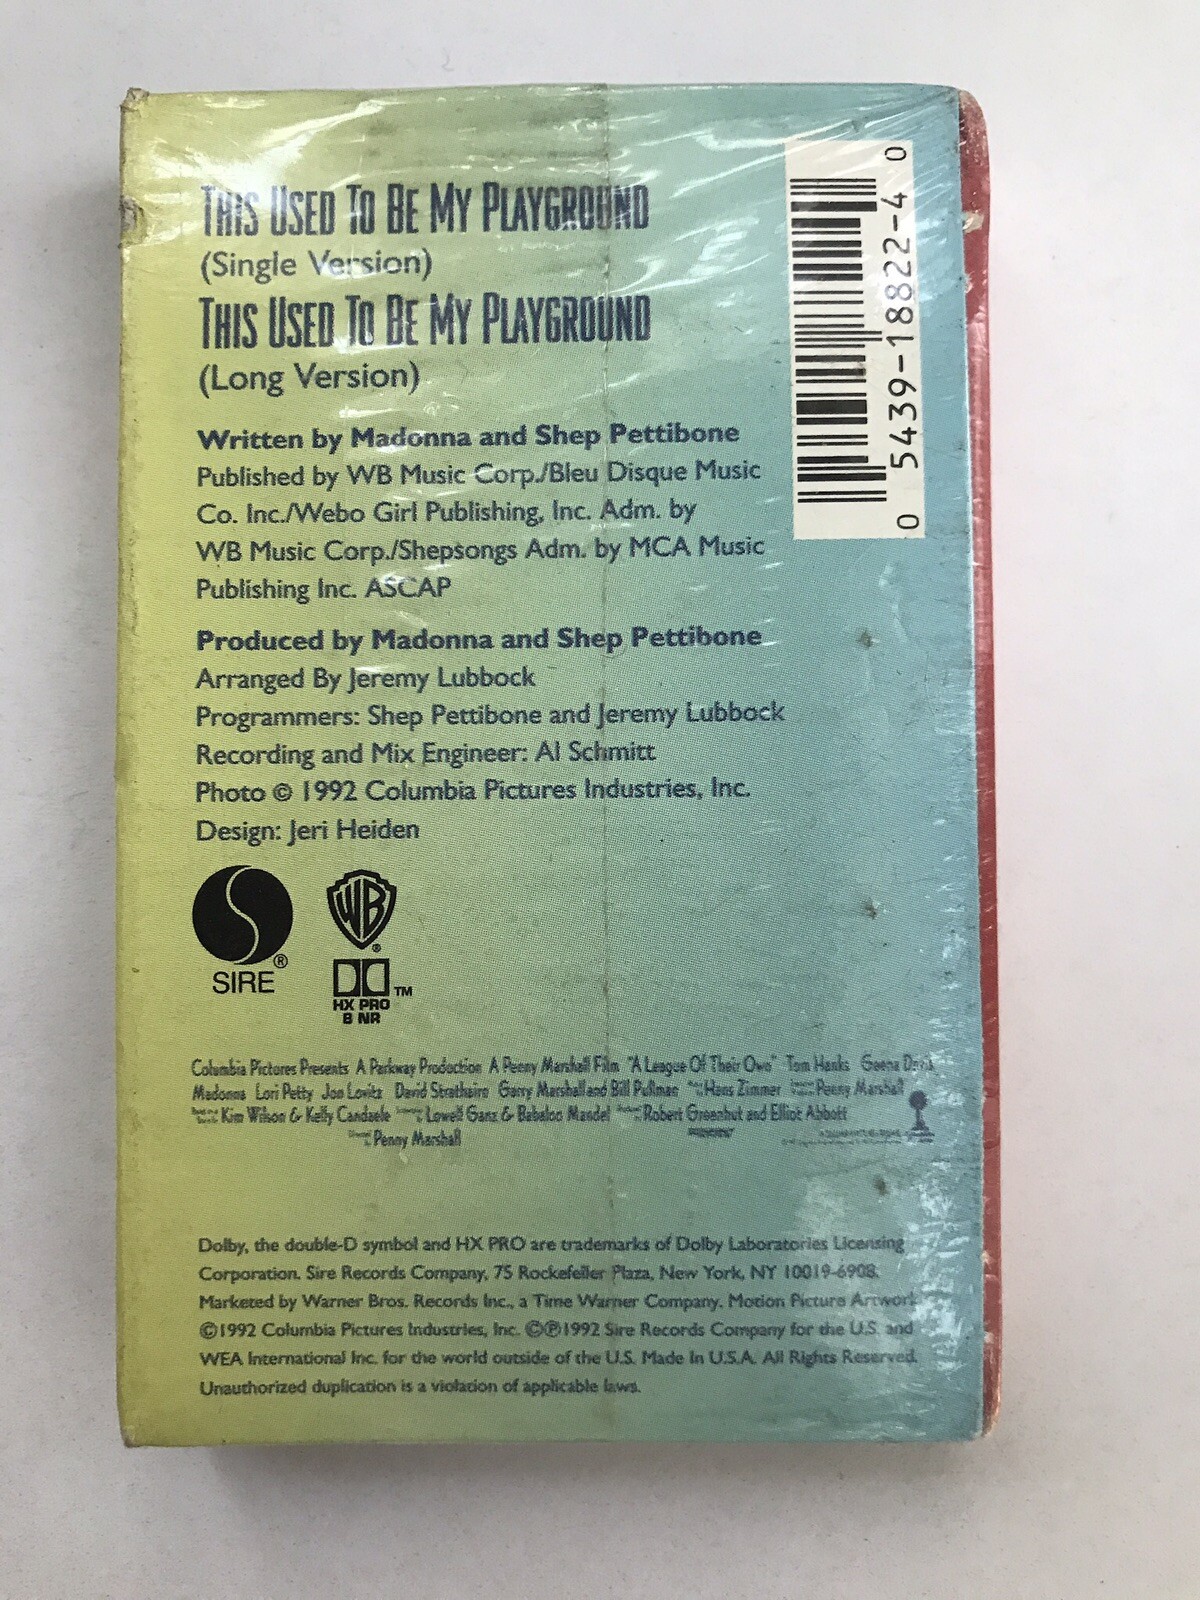 THIS USED TO BE MY PLAYGROUND
(Single Version)
THIS USED TO BE MY PLAYGROUND
(Long Version)
Written by Madonna and Shep Pettibone
Published by WB Music Corp./Bleu Disque Music
Co. Inc./Webo Girl Publishing, Inc. Adm. by
WB Music Corp./Shepsongs Adm. by MCA Music
Publishing Inc. ASCAP
Produced by Madonna and Shep Pettibone
Arranged By Jeremy Lubbock
Programmers: Shep Pettibone and Jeremy Lubbock
Recording and Mix Engineer: Al Schmitt
Photo © 1992 Columbia Pictures Industries, Inc.
Design: Jeri Heiden
0 5439-18822-4 0
SIRE ®
WB ®
HX PRO ™
B NR
Columbia Pictures Presents A Parkway Production A Penny Marshall Film "A League Of Their Own" Tom Hanks Geena Davis
Madonna Lori Petty Jon Lovitz David Strathairn Garry Marshall and Bill Pullman Hans Zimmer Penny Marshall
Kim Wilson & Kelly Candaele Lowell Ganz & Babaloo Mandel Robert Greenhut and Elliot Abbott
Penny Marshall
Dolby, the double-D symbol and HX PRO are trademarks of Dolby Laboratories Licensing
Corporation. Sire Records Company, 75 Rockefeller Plaza, New York, NY 10019-6908.
Marketed by Warner Bros. Records Inc., a Time Warner Company. Motion Picture Artwork
©1992 Columbia Pictures Industries, Inc. ©℗1992 Sire Records Company for the U.S. and
WEA International Inc. for the world outside of the U.S. Made In U.S.A. All Rights Reserved.
Unauthorized duplication is a violation of applicable laws.